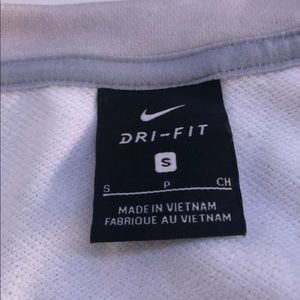 DRI-FIT
S
S P CH
MADE IN VIETNAM
FABRIQUE AU VIETNAM